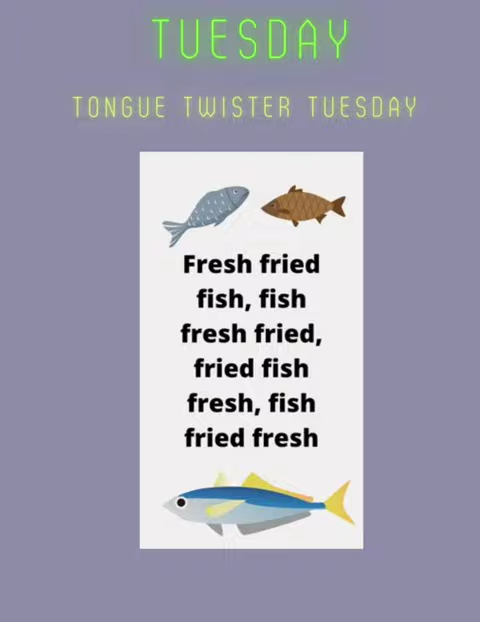 TUESDAY
TONGUE TWISTER TUESDAY
Fresh fried
fish, fish
fresh fried,
fried fish
fresh, fish
fried fresh